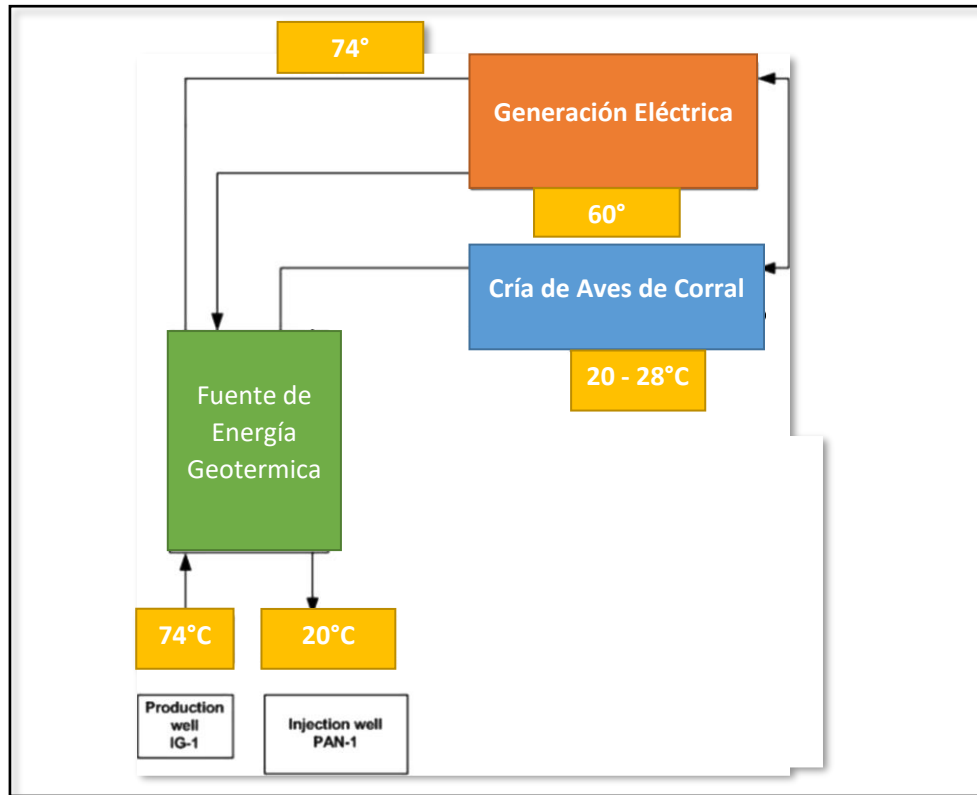 74°
Generación Eléctrica
60°
Cría de Aves de Corral
20 - 28°C
Fuente de
Energía
Geotermica
74°C
20°C
Production
well
IG-1
Injection well
PAN-1